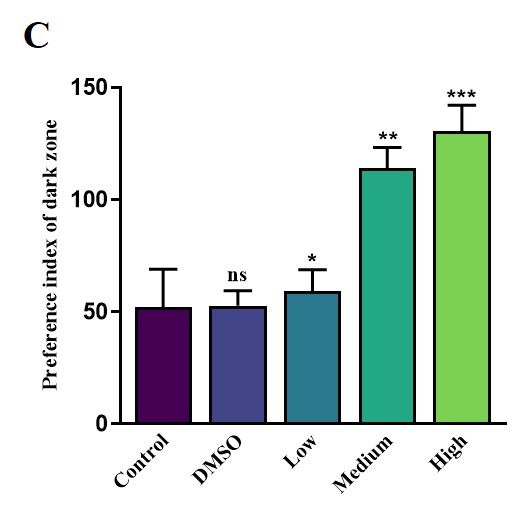 C
Preference index of dark zone
150
100
50
0
ns
*
**
***
Control
DMSO
Low
Medium
High